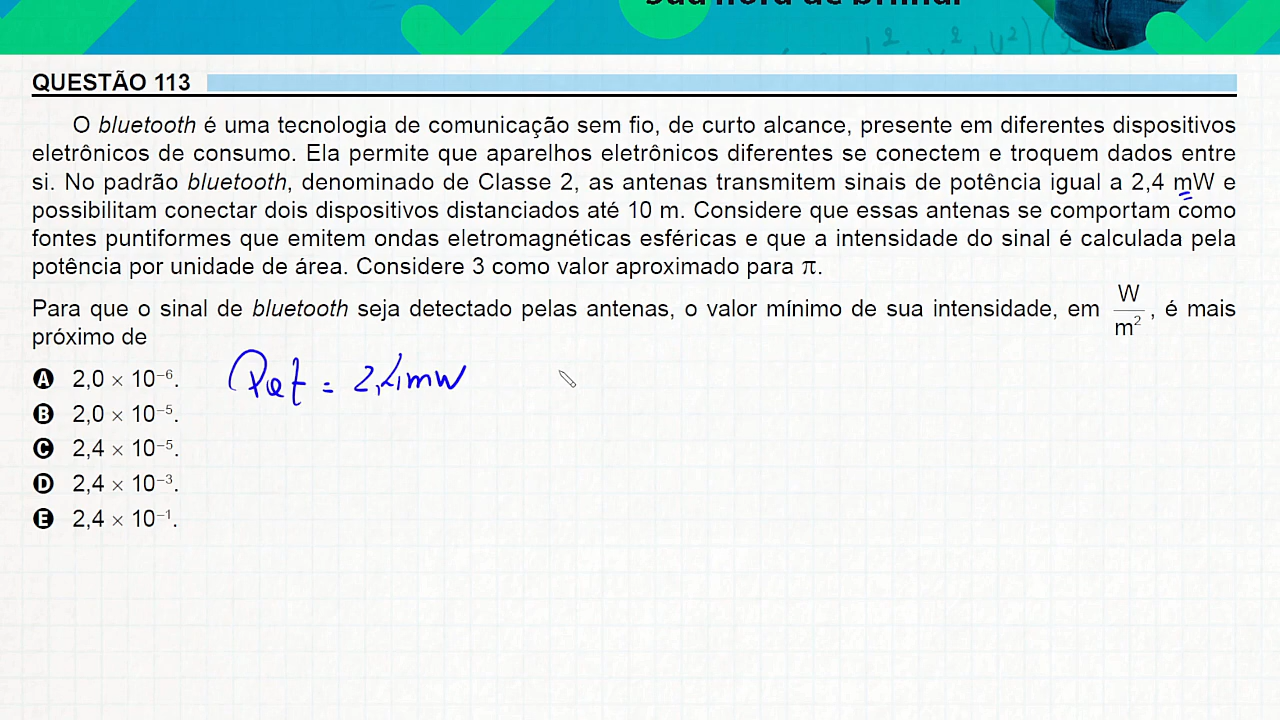 QUESTÃO 113
O bluetooth é uma tecnologia de comunicação sem fio, de curto alcance, presente em diferentes dispositivos
eletrônicos de consumo. Ela permite que aparelhos eletrônicos diferentes se conectem e troquem dados entre
si. No padrão bluetooth, denominado de Classe 2, as antenas transmitem sinais de potência igual a 2,4 mW e
possibilitam conectar dois dispositivos distanciados até 10 m. Considere que essas antenas se comportam como
fontes puntiformes que emitem ondas eletromagnéticas esféricas e que a intensidade do sinal é calculada pela
potência por unidade de área. Considere 3 como valor aproximado para π.
Para que o sinal de bluetooth seja detectado pelas antenas, o valor mínimo de sua intensidade, em W/m², é mais
próximo de
A 2,0 × 10⁻⁶.
Pot = 2,4mW
B 2,0 × 10⁻⁵.
C 2,4 × 10⁻⁵.
D 2,4 × 10⁻³.
E 2,4 × 10⁻¹.